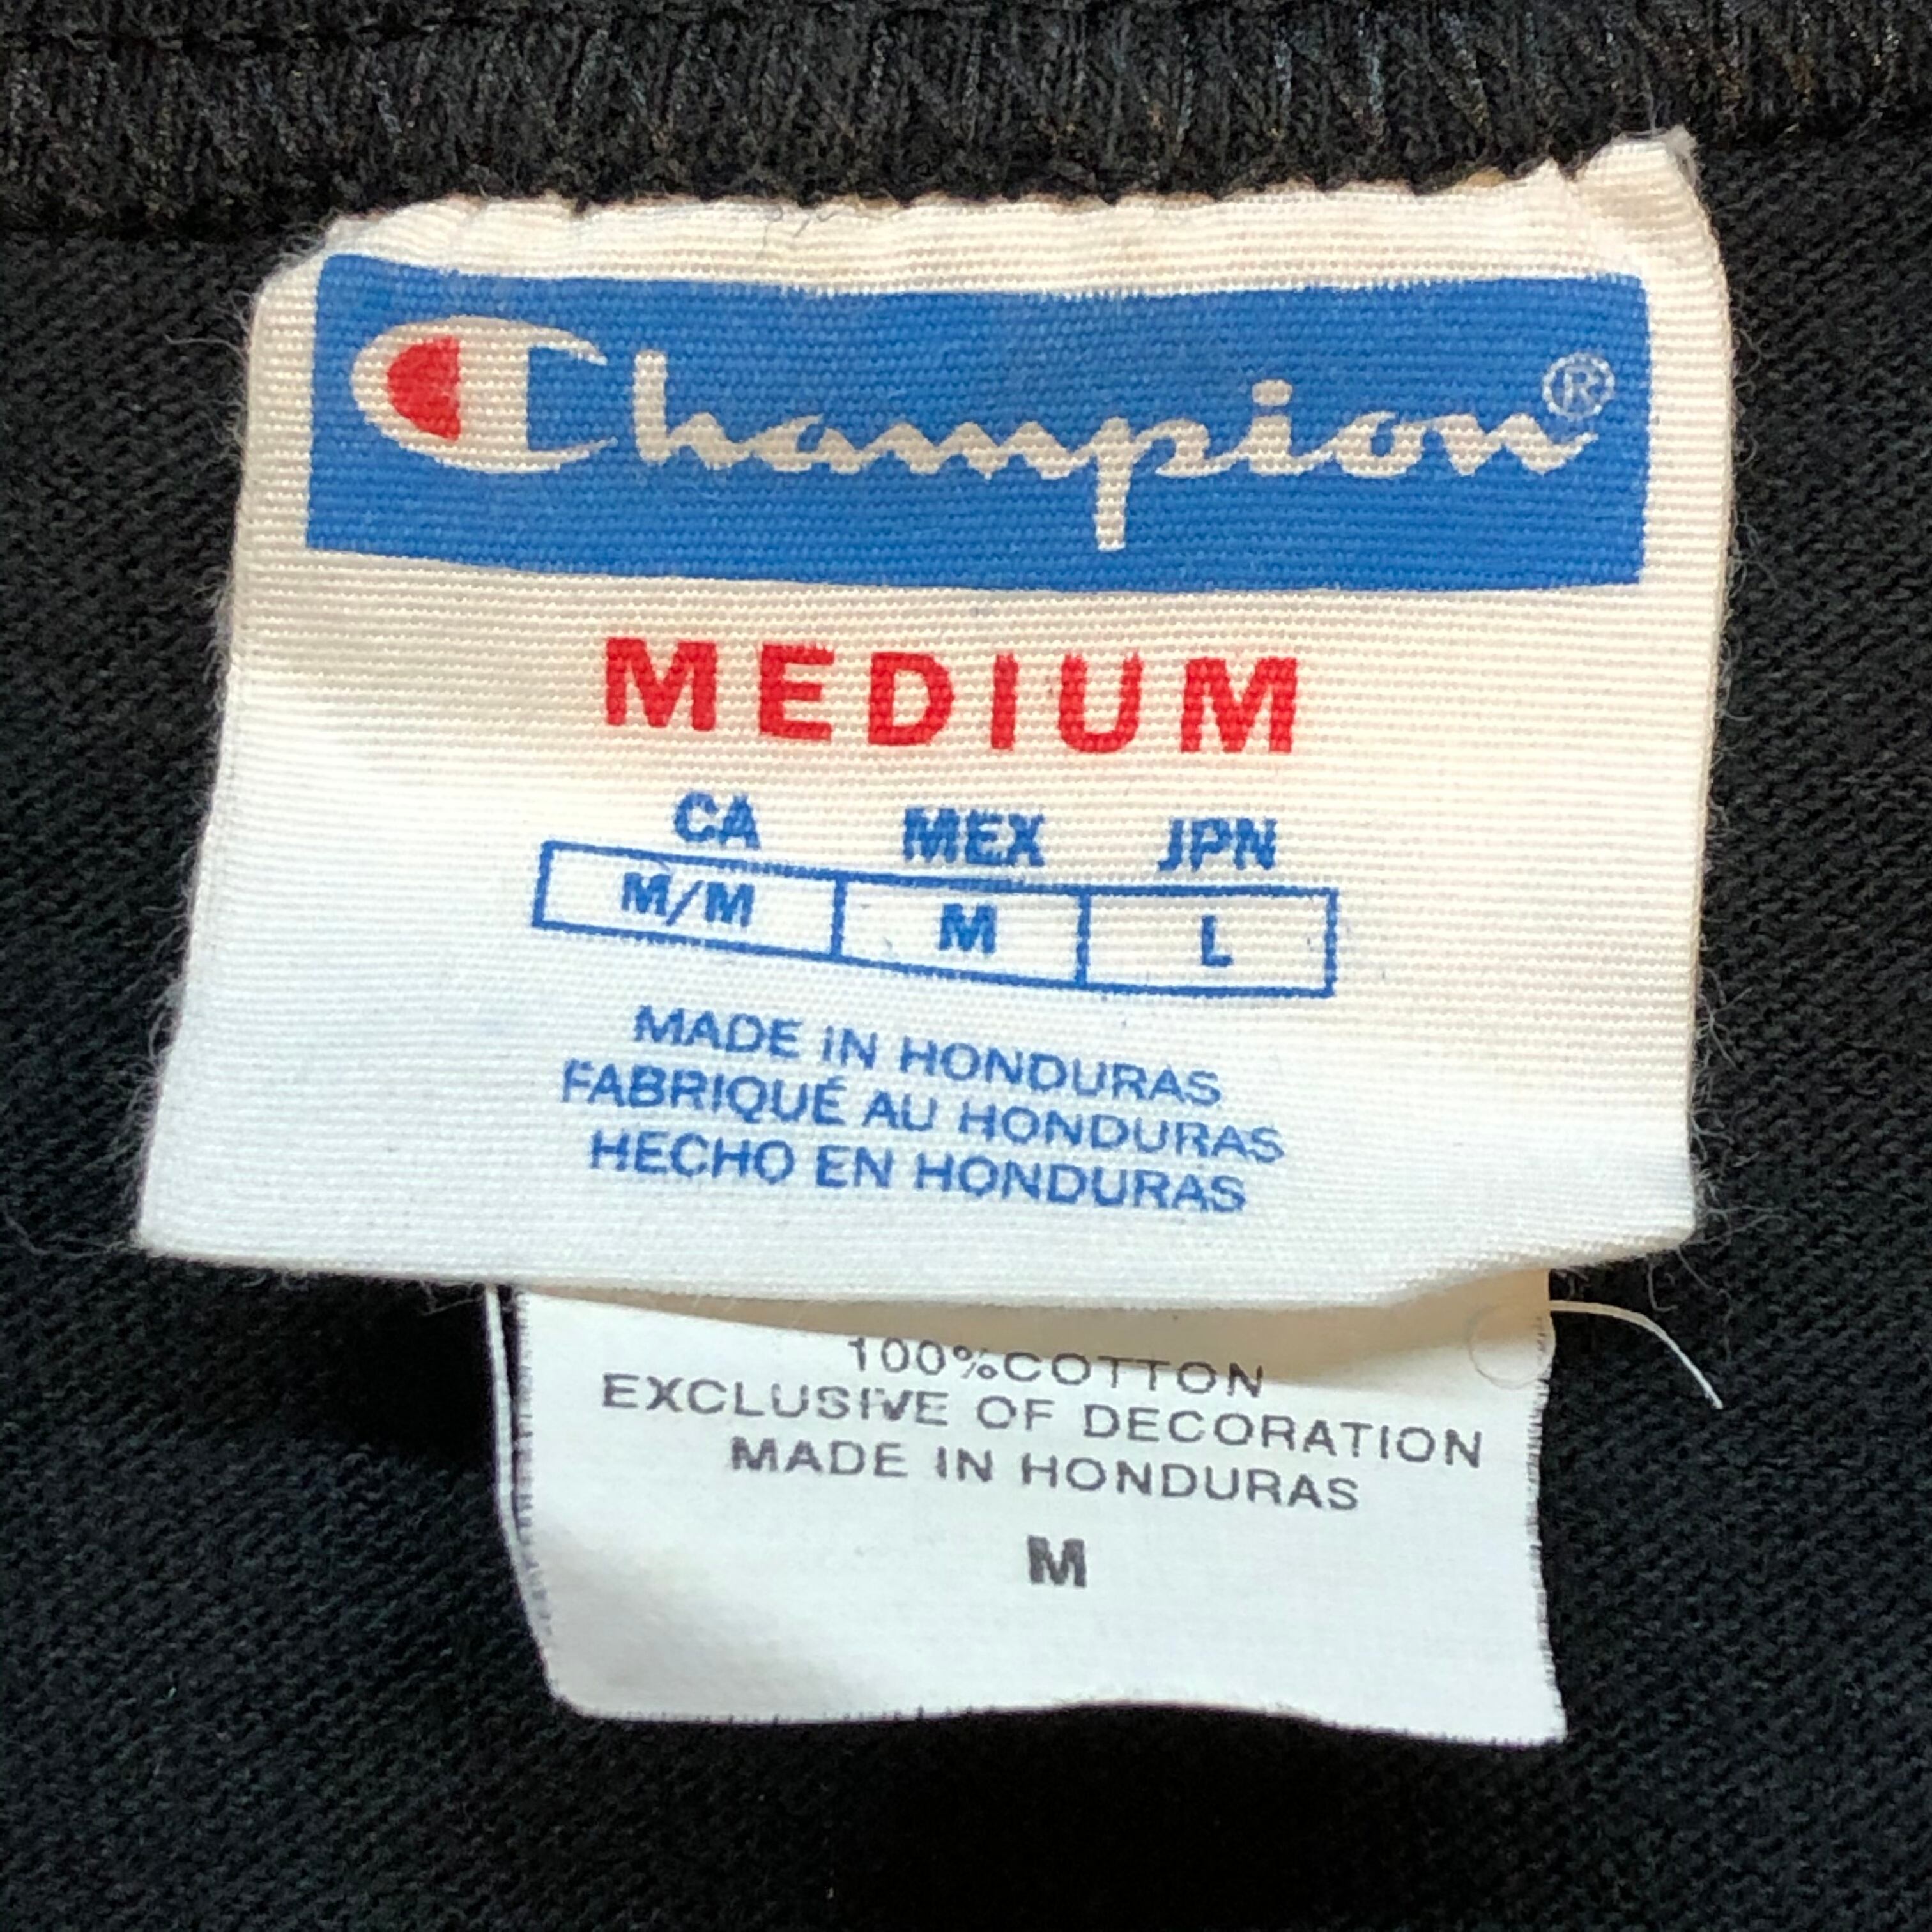 Champion®
MEDIUM
CA MEX JPN
M/M M L
MADE IN HONDURAS
FABRIQUÉ AU HONDURAS
HECHO EN HONDURAS
100%COTTON
EXCLUSIVE OF DECORATION
MADE IN HONDURAS
M